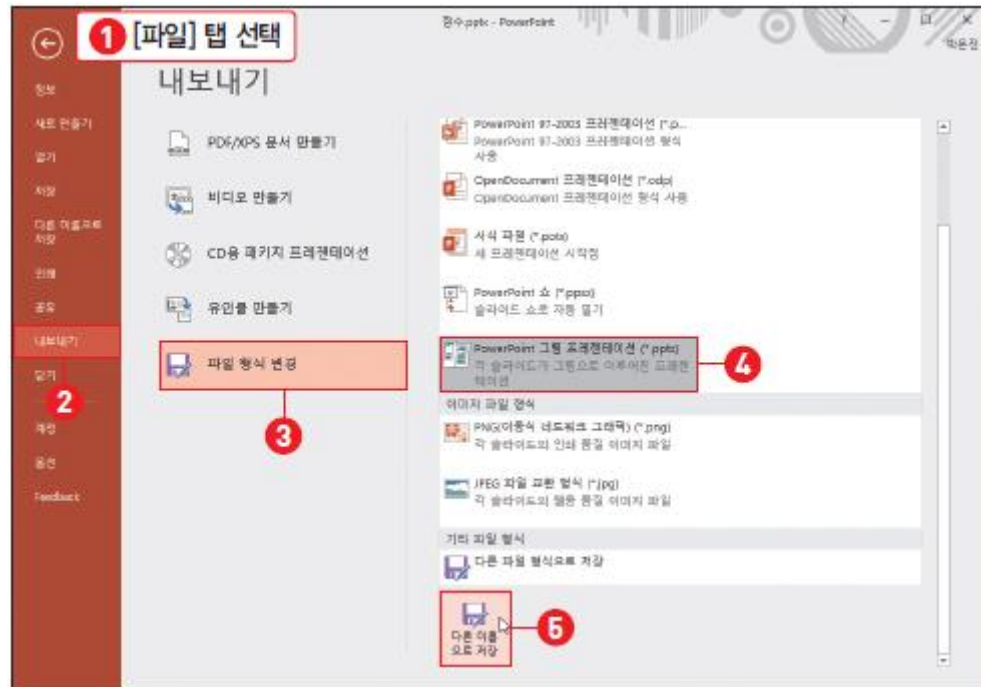 1 [파일] 탭 선택
함수.pptx - PowerPoint
?
박은진
내보내기
정보
새로 만들기
열기
저장
다른 이름으로
저장
인쇄
공유
내보내기
닫기
2
계정
옵션
Feedback
PDF/XPS 문서 만들기
비디오 만들기
CD용 패키지 프레젠테이션
유인물 만들기
파일 형식 변경
3
PowerPoint 97-2003 프레젠테이션 (*.p...
PowerPoint 97-2003 프레젠테이션 형식
사용
OpenDocument 프레젠테이션 (*.odp)
OpenDocument 프레젠테이션 형식 사용
서식 파일 (*.potx)
새 프레젠테이션 시작점
PowerPoint 쇼 (*.ppsx)
슬라이드 쇼로 자동 열기
PowerPoint 그림 프레젠테이션 (*.pptx)
각 슬라이드가 그림으로 이루어진 프레젠
테이션
4
이미지 파일 형식
PNG(이동식 네트워크 그래픽) (*.png)
각 슬라이드의 인쇄 품질 이미지 파일
JPEG 파일 교환 형식 (*.jpg)
각 슬라이드의 웹용 품질 이미지 파일
기타 파일 형식
다른 파일 형식으로 저장
다른 이름
으로 저장
5